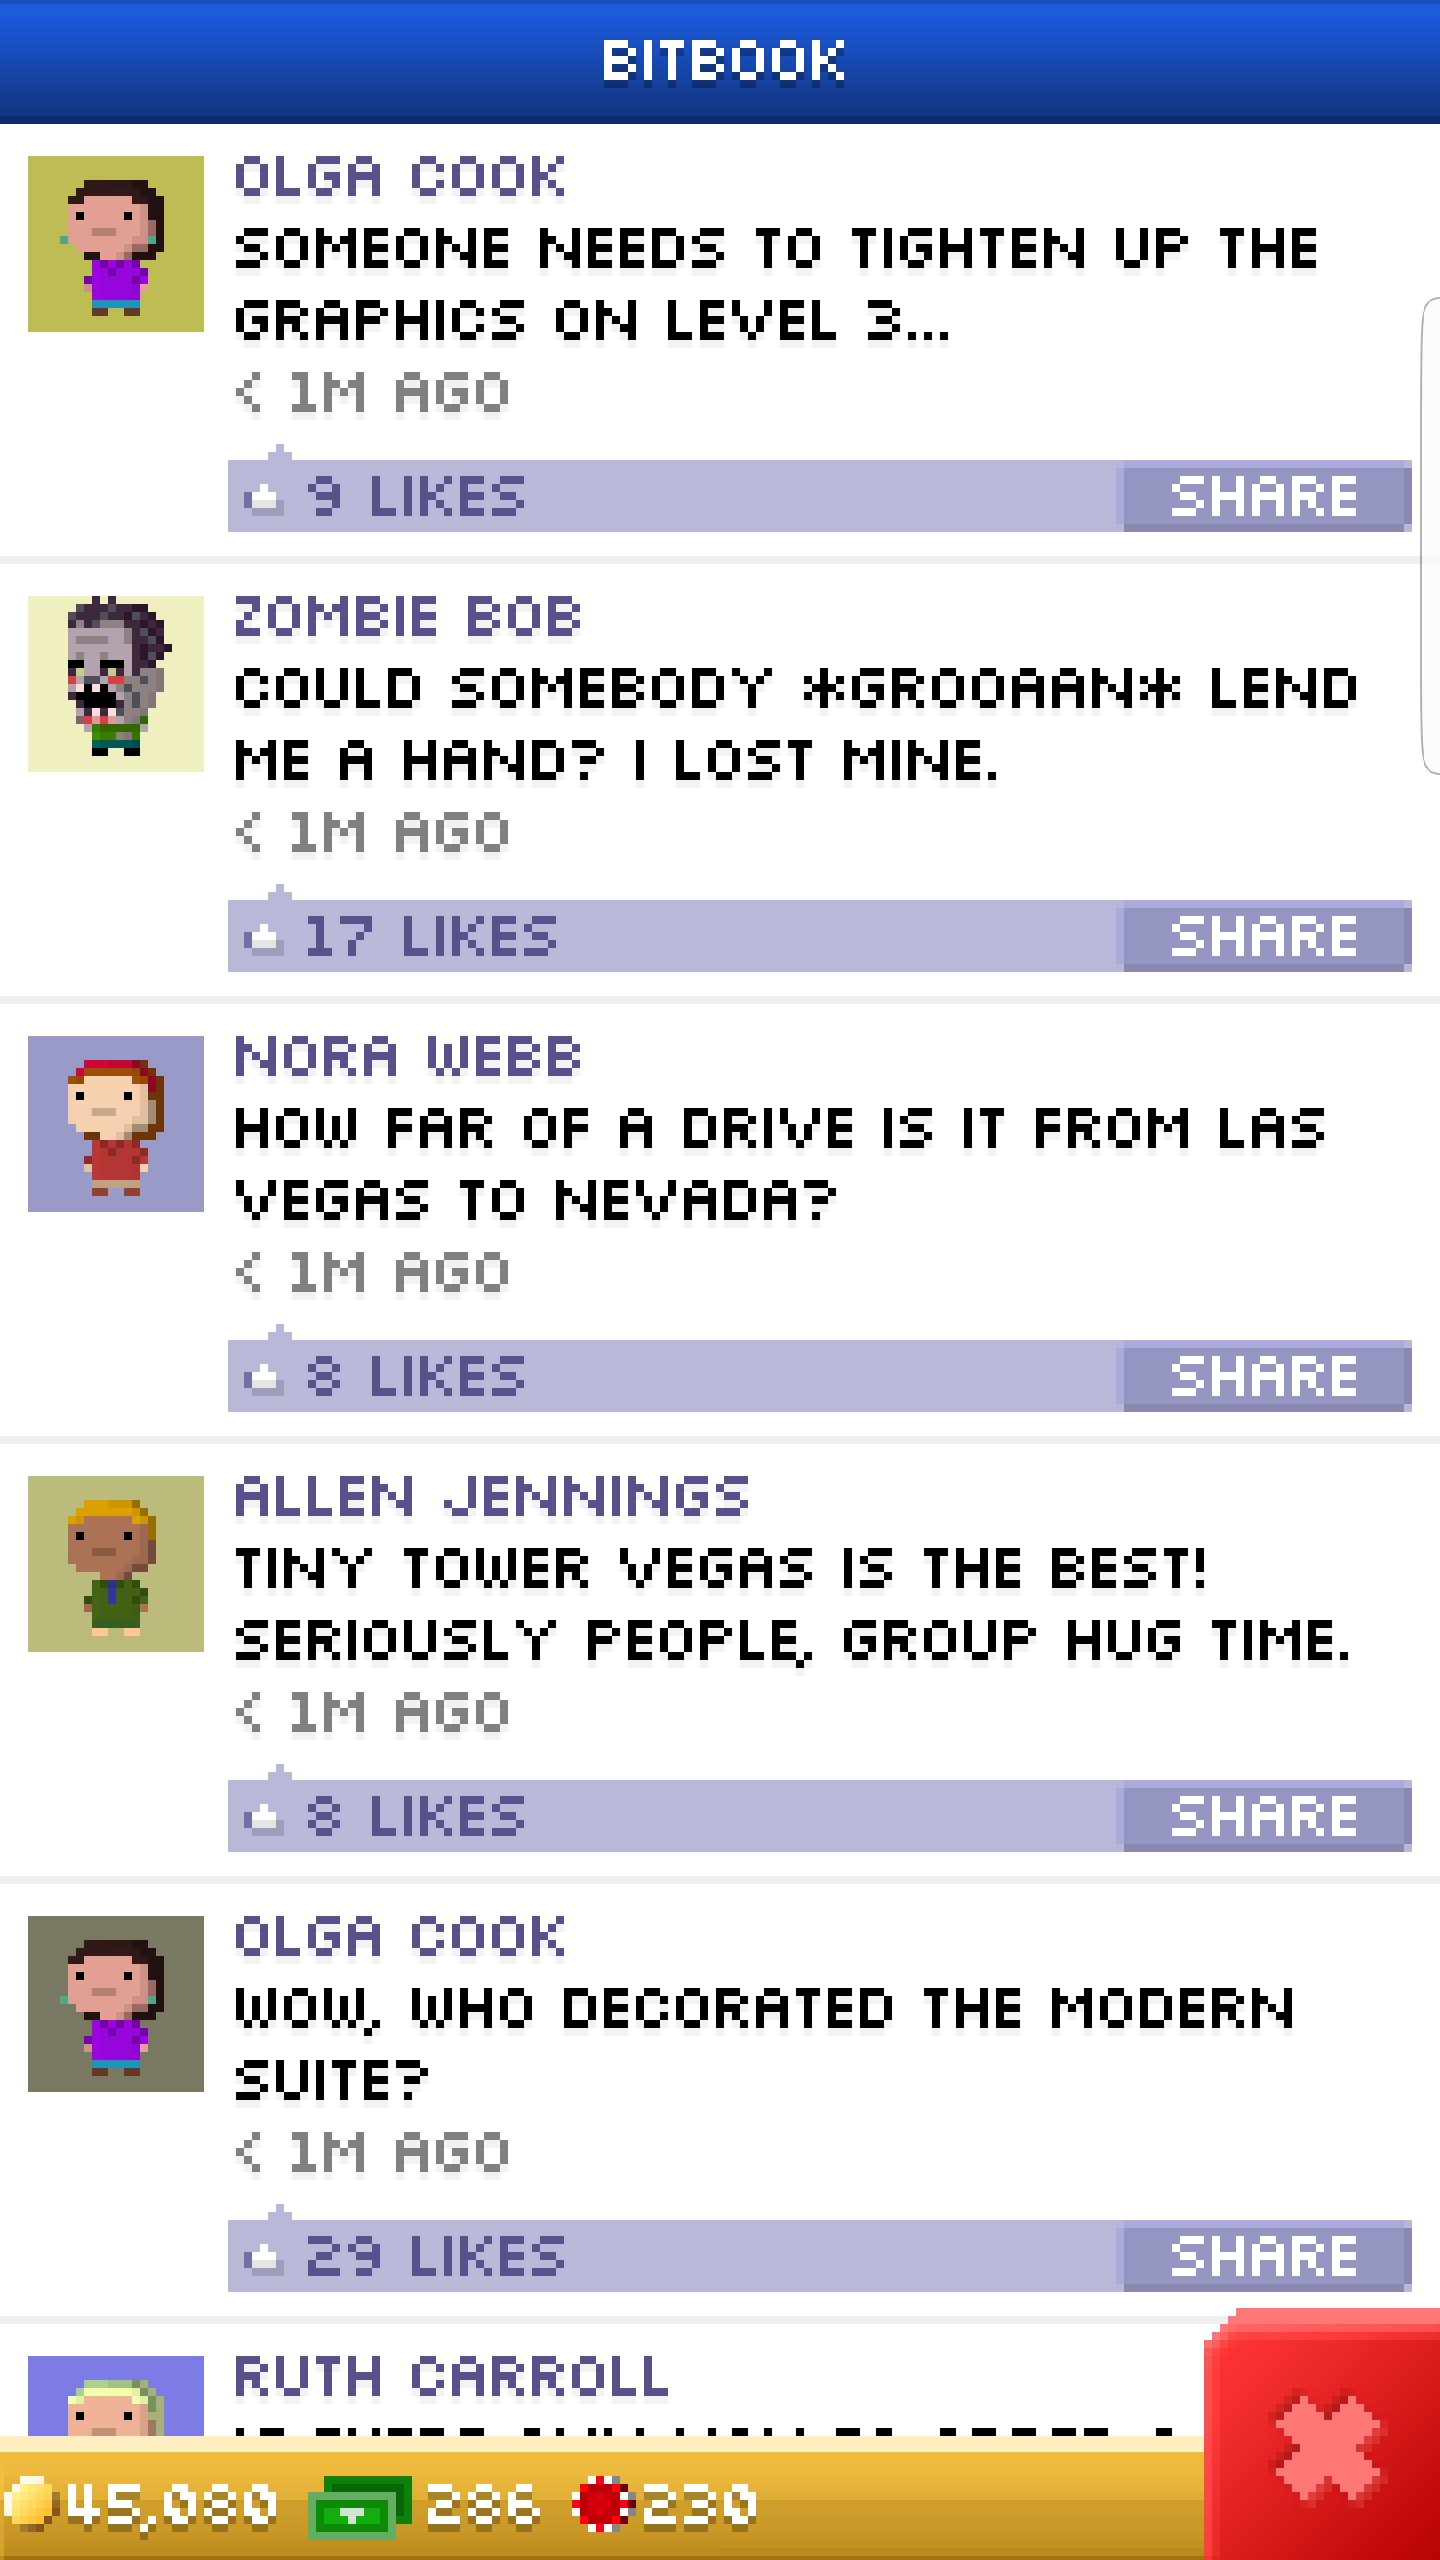 BITBOOK
OLGA COOK
SOMEONE NEEDS TO TIGHTEN UP THE
GRAPHICS ON LEVEL 3...
< 1M AGO
9 LIKES SHARE
ZOMBIE BOB
COULD SOMEBODY *GROOAAN* LEND
ME A HAND? I LOST MINE.
< 1M AGO
17 LIKES SHARE
NORA WEBB
HOW FAR OF A DRIVE IS IT FROM LAS
VEGAS TO NEVADA?
< 1M AGO
8 LIKES SHARE
ALLEN JENNINGS
TINY TOWER VEGAS IS THE BEST!
SERIOUSLY PEOPLE, GROUP HUG TIME.
< 1M AGO
8 LIKES SHARE
OLGA COOK
WOW, WHO DECORATED THE MODERN
SUITE?
< 1M AGO
29 LIKES SHARE
RUTH CARROLL
45,080 286 230